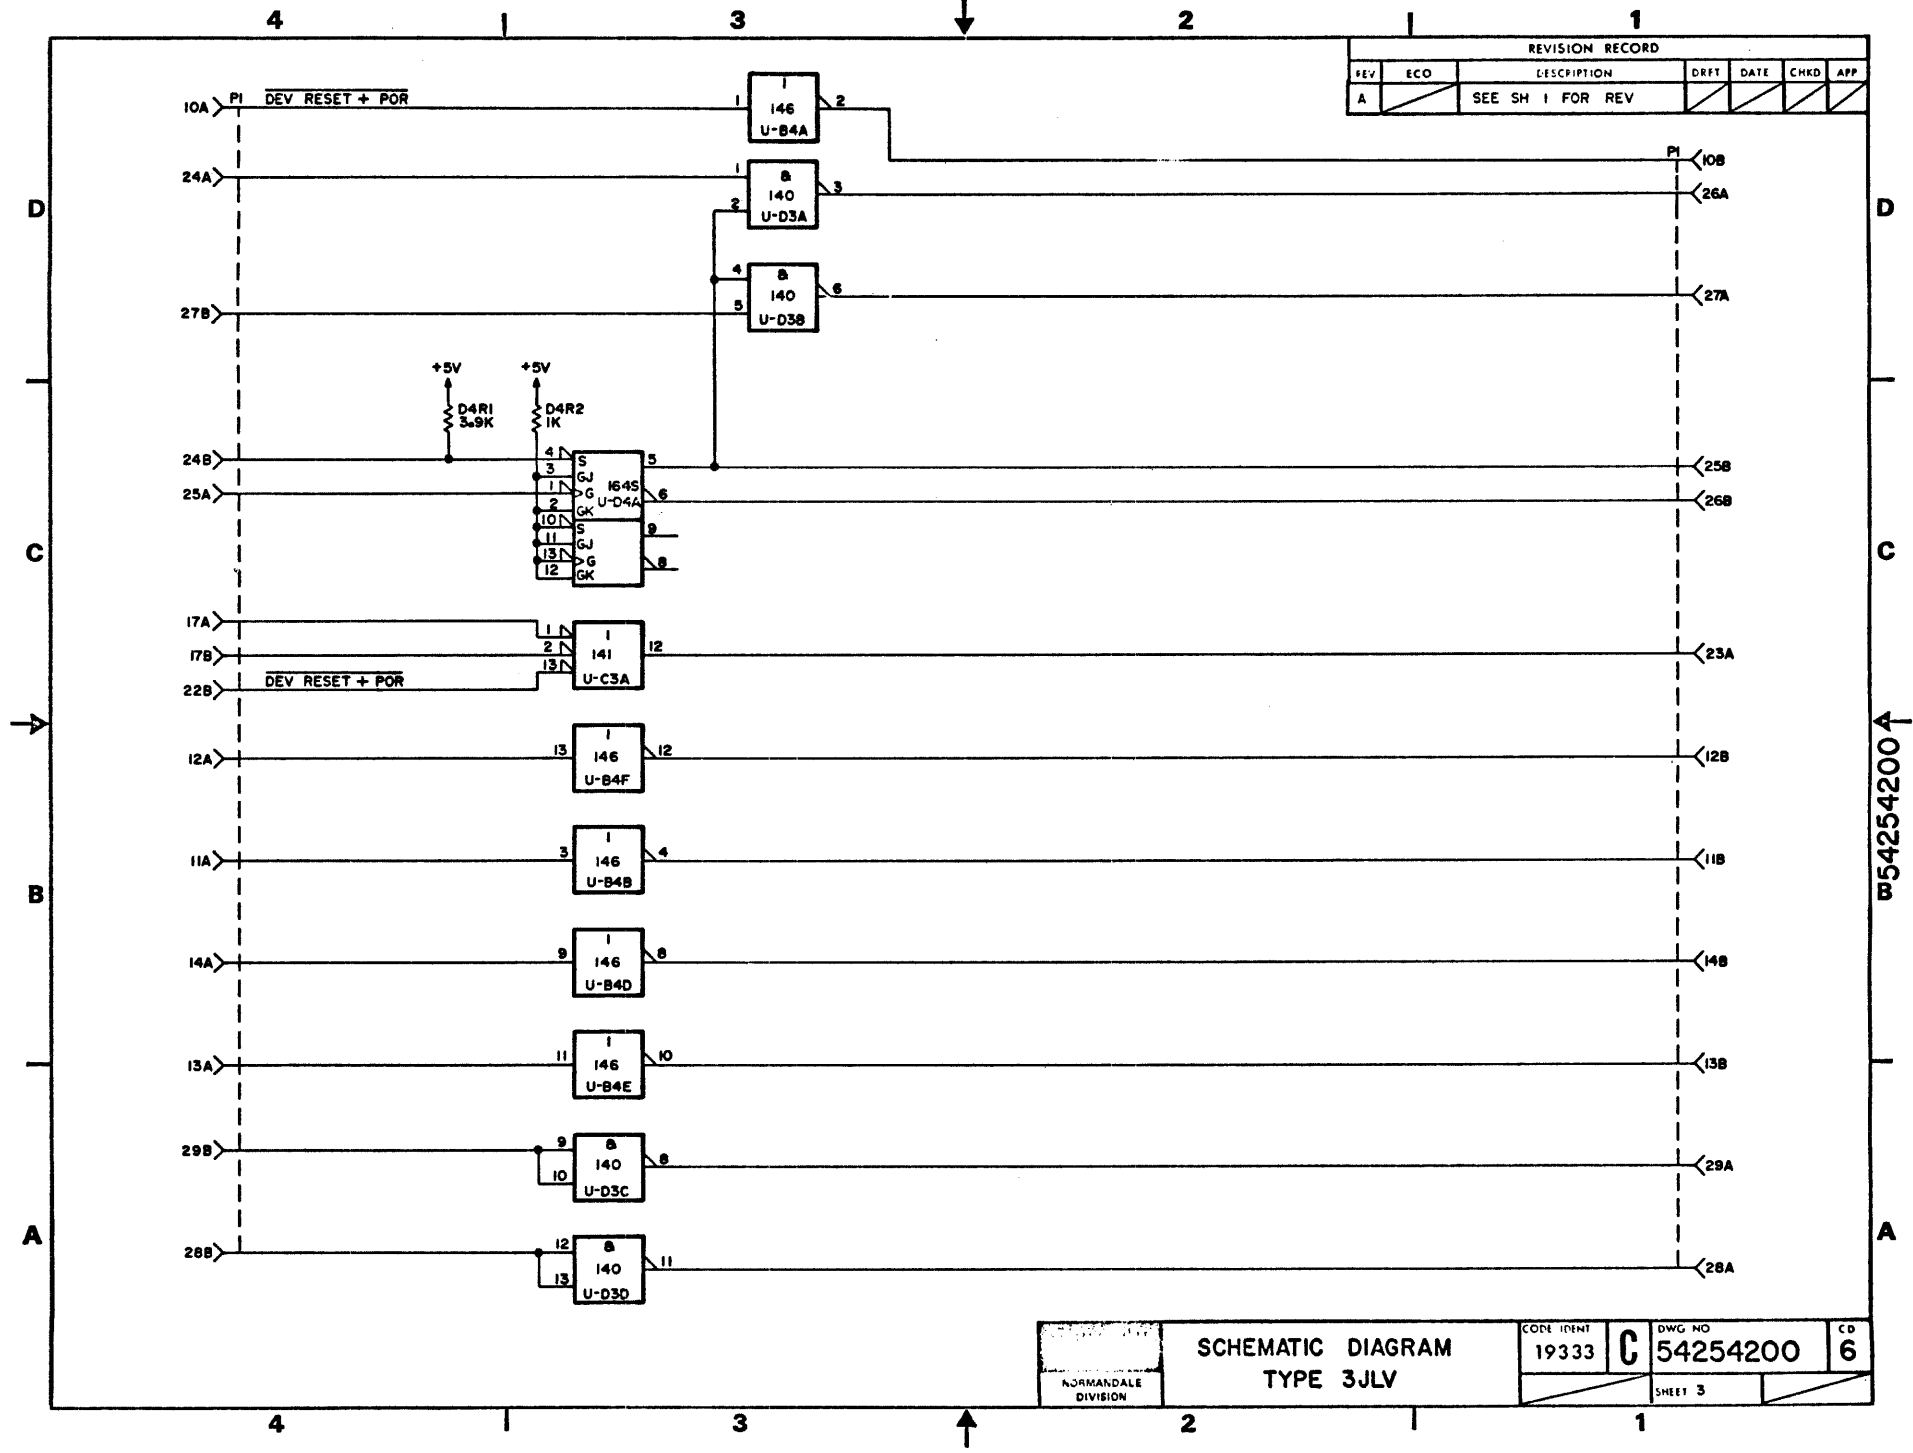 4 3 2 1
REVISION RECORD
REV ECO DESCRIPTION DRFT DATE CHKD APP
A SEE SH 1 FOR REV
10A P1 DEV RESET + POR 1
1
146
U-B4A
2
P1 10B
24A 1
2
&
140
U-D3A
3
26A
D D
4
5
&
140
U-D3B
6
27A
27B
+5V +5V
D4R1
3.9K
D4R2
1K
24B
25A
4 S
3 GJ
1 G
2 GK
164S
U-D4A
5
6
25B
26B
10 S
11 GJ
13 G
12 GK
9
8
C C
17A
17B
22B DEV RESET + POR
1
2
13
1
141
U-C3A
12
23A
12A 13
1
146
U-B4F
12
12B
54254200
11A 3
1
146
U-B4B
4
11B
B B
14A 9
1
146
U-B4D
8
14B
13A 11
1
146
U-B4E
10
13B
29B 9
10
&
140
U-D3C
8
29A
A A
28B 12
13
&
140
U-D3D
11
28A
NORMANDALE
DIVISION
SCHEMATIC DIAGRAM
TYPE 3JLV
CODE IDENT
19333
C
DWG NO
54254200
CD
6
SHEET 3
4 3 2 1